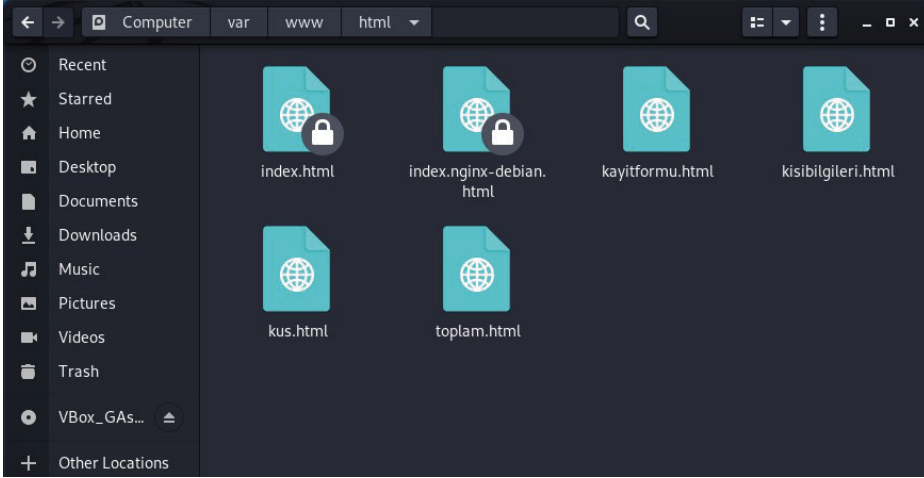 Computer var www html
Recent
Starred
Home
Desktop
Documents
Downloads
Music
Pictures
Videos
Trash
VBox_GAs...
Other Locations
index.html
index.nginx-debian.
html
kayitformu.html
kisibilgileri.html
kus.html
toplam.html